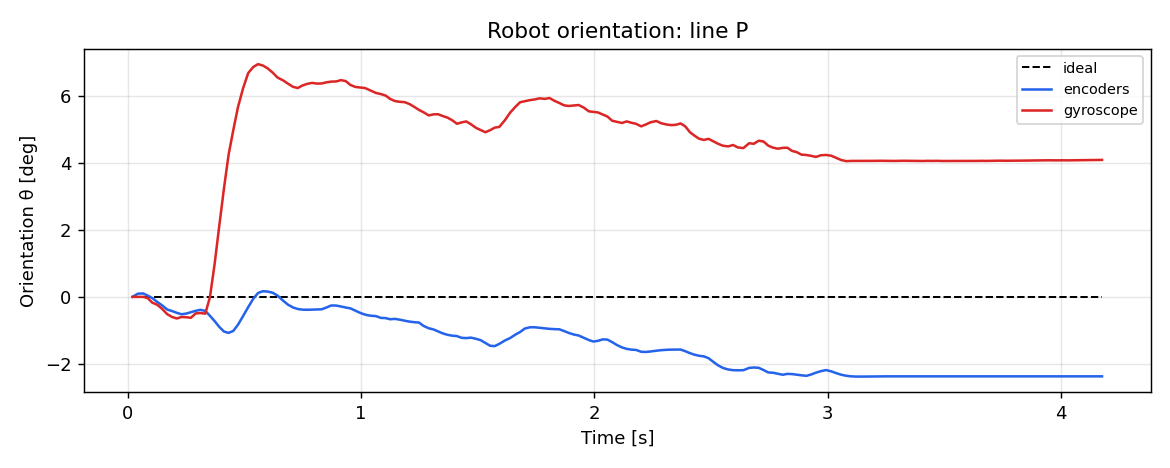 Robot orientation: line P
ideal
encoders
gyroscope
Orientation θ [deg]
6
4
2
0
−2
0
1
2
3
4
Time [s]